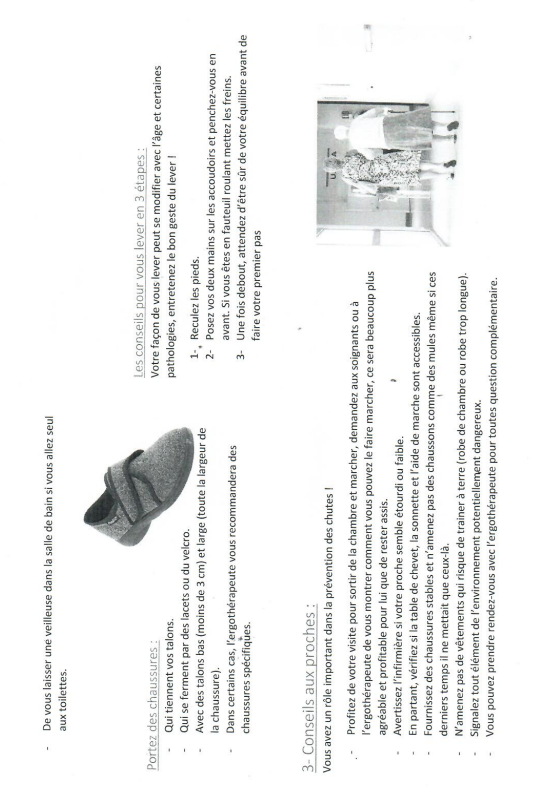 - De vous laisser une veilleuse dans la salle de bain si vous allez seul
aux toilettes.
Portez des chaussures :
- Qui tiennent vos talons.
- Qui se ferment par des lacets ou du velcro.
- Avec des talons bas (moins de 3 cm) et large (toute la largeur de
la chaussure).
- Dans certains cas, l'ergothérapeute vous recommandera des
chaussures spécifiques.
Les conseils pour vous lever en 3 étapes :
Votre façon de vous lever peut se modifier avec l'âge et certaines
pathologies, entretenez le bon geste du lever !
1- Reculez les pieds.
2- Posez vos deux mains sur les accoudoirs et penchez-vous en
avant. Si vous êtes en fauteuil roulant mettez les freins.
3- Une fois debout, attendez d'être sûr de votre équilibre avant de
faire votre premier pas
3- Conseils aux proches :
Vous avez un rôle important dans la prévention des chutes !
- Profitez de votre visite pour sortir de la chambre et marcher, demandez aux soignants ou à
l'ergothérapeute de vous montrer comment vous pouvez le faire marcher, ce sera beaucoup plus
agréable et profitable pour lui que de rester assis.
- Avertissez l'infirmière si votre proche semble étourdi ou faible.
- En partant, vérifiez si la table de chevet, la sonnette et l'aide de marche sont accessibles.
- Fournissez des chaussures stables et n'amenez pas des chaussons comme des mules même si ces
derniers temps il ne mettait que ceux-là.
- N'amenez pas de vêtements qui risque de trainer à terre (robe de chambre ou robe trop longue).
- Signalez tout élément de l'environnement potentiellement dangereux.
- Vous pouvez prendre rendez-vous avec l'ergothérapeute pour toutes question complémentaire.